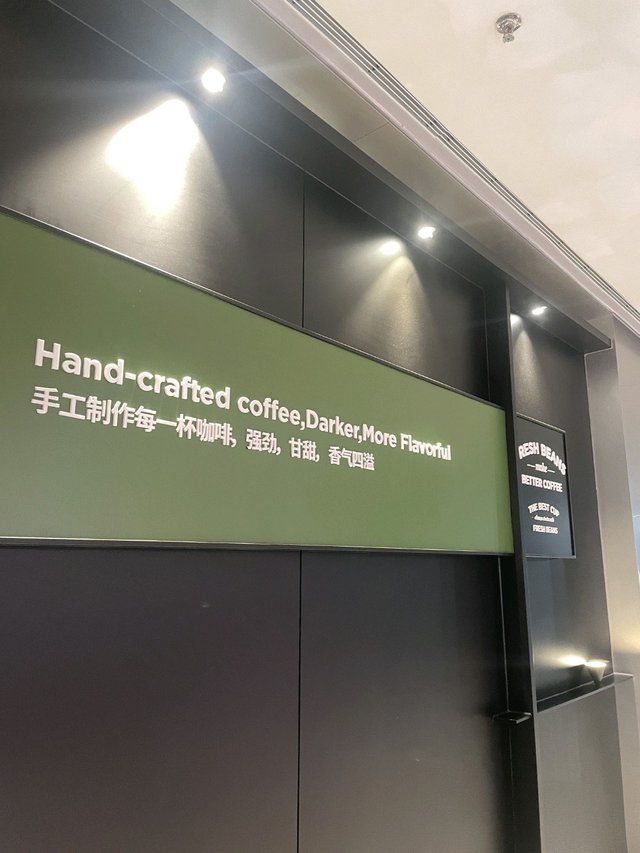 Hand-crafted coffee,Darker,More Flavorful
手工制作每一杯咖啡, 强劲, 甘甜, 香气四溢
RESH BEANS
make
BETTER COFFEE
THE BEST CUP
FRESH BEANS